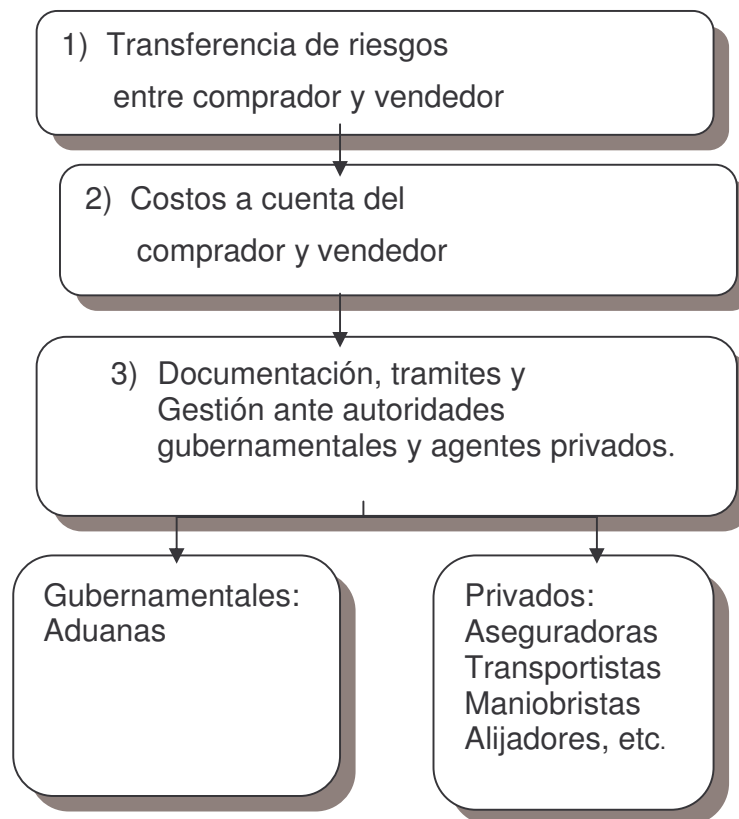 1) Transferencia de riesgos
entre comprador y vendedor
2) Costos a cuenta del
comprador y vendedor
3) Documentación, tramites y
Gestión ante autoridades
gubernamentales y agentes privados.
Gubernamentales:
Aduanas
Privados:
Aseguradoras
Transportistas
Maniobristas
Alijadores, etc.